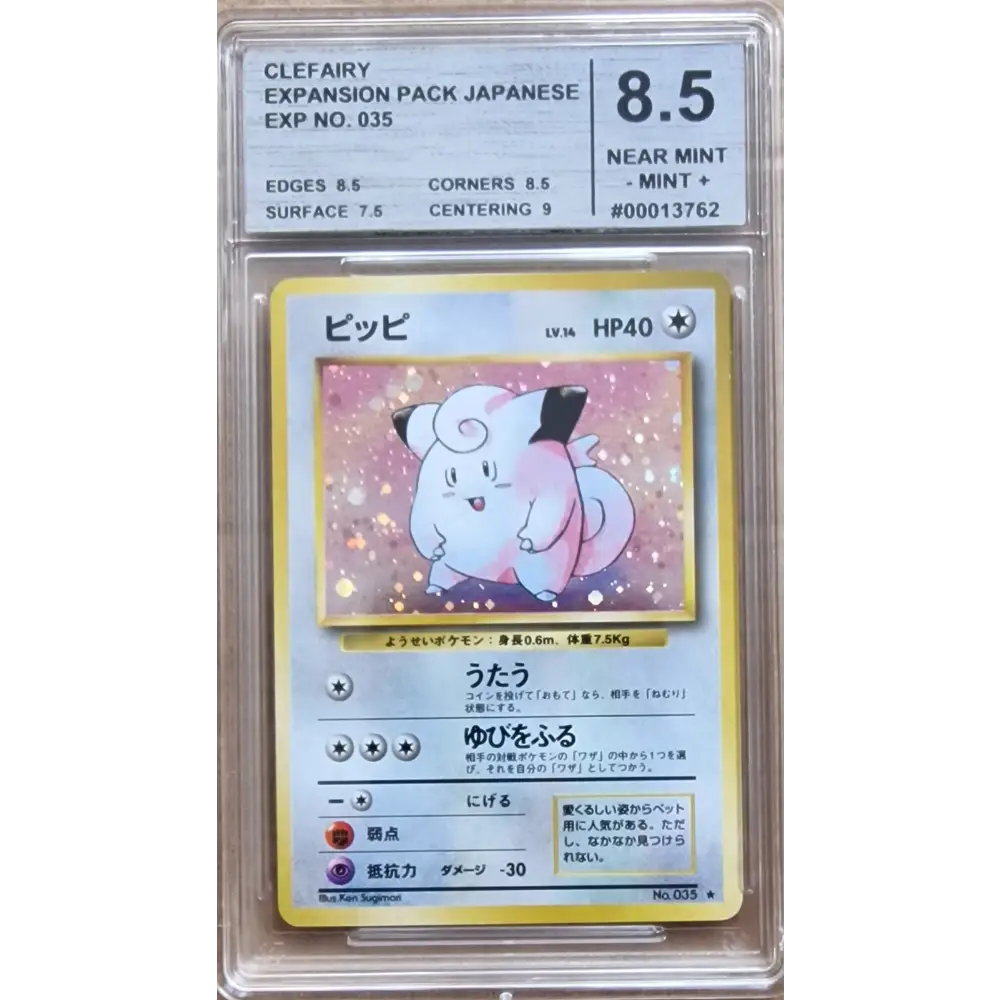 CLEFAIRY
EXPANSION PACK JAPANESE
EXP NO. 035
EDGES 8.5 CORNERS 8.5
SURFACE 7.5 CENTERING 9
8.5
NEAR MINT
- MINT +
#00013762
ピッピ LV.14 HP40
ようせいポケモン：身長0.6m、体重7.5Kg
うたう
コインを投げて「おもて」なら、相手を「ねむり」
状態にする。
ゆびをふる
相手の対戦ポケモンの「ワザ」の中から1つを選
び、それを自分の「ワザ」としてつかう。
にげる
弱点
抵抗力 ダメージ -30
愛くるしい姿からペット
用に人気がある。ただ
し、なかなか見つけら
れない。
Illus.Ken Sugimori No.035